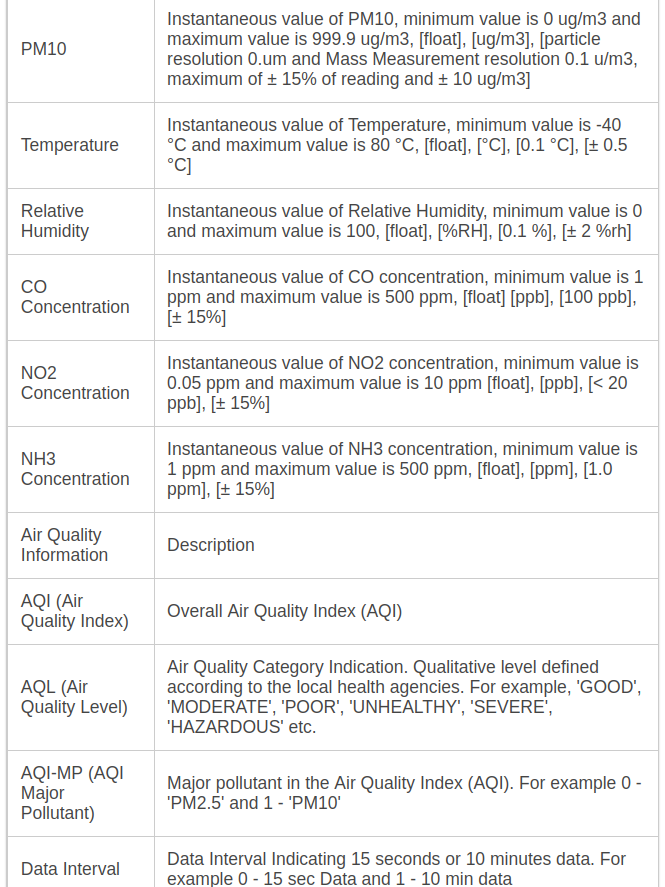 PM10
Instantaneous value of PM10, minimum value is 0 ug/m3 and
maximum value is 999.9 ug/m3, [float], [ug/m3], [particle
resolution 0.um and Mass Measurement resolution 0.1 u/m3,
maximum of ± 15% of reading and ± 10 ug/m3]
Temperature
Instantaneous value of Temperature, minimum value is -40
°C and maximum value is 80 °C, [float], [°C], [0.1 °C], [± 0.5
°C]
Relative
Humidity
Instantaneous value of Relative Humidity, minimum value is 0
and maximum value is 100, [float], [%RH], [0.1 %], [± 2 %rh]
CO
Concentration
Instantaneous value of CO concentration, minimum value is 1
ppm and maximum value is 500 ppm, [float] [ppb], [100 ppb],
[± 15%]
NO2
Concentration
Instantaneous value of NO2 concentration, minimum value is
0.05 ppm and maximum value is 10 ppm [float], [ppb], [< 20
ppb], [± 15%]
NH3
Concentration
Instantaneous value of NH3 concentration, minimum value is
1 ppm and maximum value is 500 ppm, [float], [ppm], [1.0
ppm], [± 15%]
Air Quality
Information
Description
AQI (Air
Quality Index)
Overall Air Quality Index (AQI)
AQL (Air
Quality Level)
Air Quality Category Indication. Qualitative level defined
according to the local health agencies. For example, 'GOOD',
'MODERATE', 'POOR', 'UNHEALTHY', 'SEVERE',
'HAZARDOUS' etc.
AQI-MP (AQI
Major
Pollutant)
Major pollutant in the Air Quality Index (AQI). For example 0 -
'PM2.5' and 1 - 'PM10'
Data Interval
Data Interval Indicating 15 seconds or 10 minutes data. For
example 0 - 15 sec Data and 1 - 10 min data